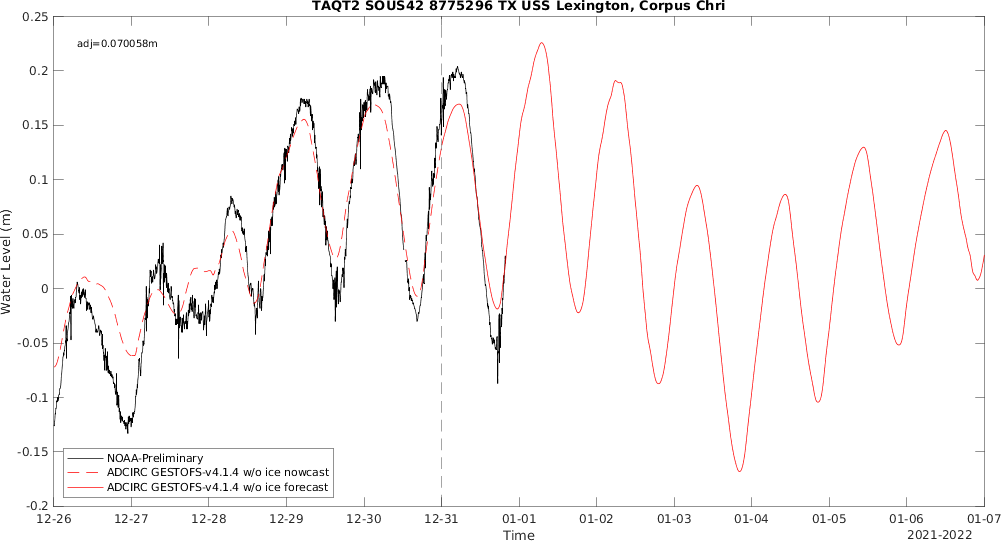 TAQT2 SOUS42 8775296 TX USS Lexington, Corpus Chri
adj=0.070058m
0.25
0.2
0.15
0.1
0.05
0
-0.05
-0.1
-0.15
-0.2
Water Level (m)
NOAA-Preliminary
ADCIRC GESTOFS-v4.1.4 w/o ice nowcast
ADCIRC GESTOFS-v4.1.4 w/o ice forecast
12-26 12-27 12-28 12-29 12-30 12-31 01-01 01-02 01-03 01-04 01-05 01-06 01-07
Time
2021-2022